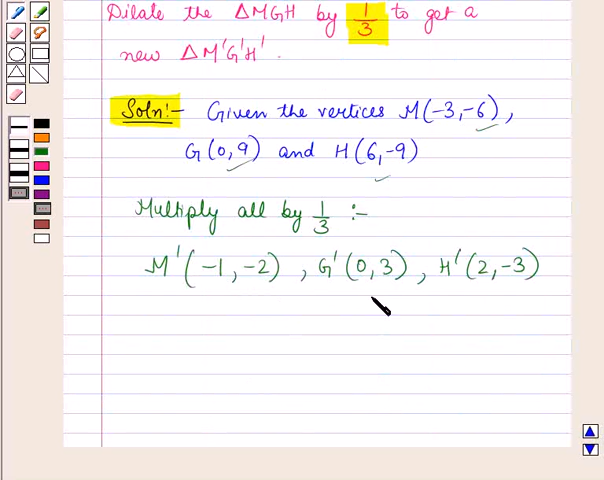 Dilate the ΔMGH by 1/3 to get a
new ΔM'G'H'.
Soln:- Given the vertices M(-3,-6),
G(0,9) and H(6,-9)
Multiply all by 1/3 :-
M'(-1,-2), G'(0,3), H'(2,-3)